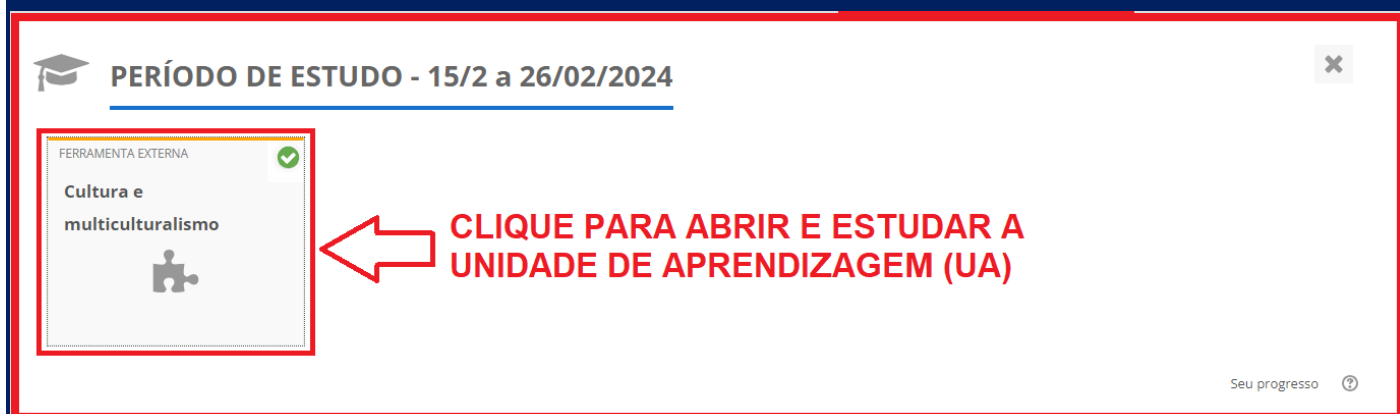 PERÍODO DE ESTUDO - 15/2 a 26/02/2024
FERRAMENTA EXTERNA
Cultura e
multiculturalismo
CLIQUE PARA ABRIR E ESTUDAR A
UNIDADE DE APRENDIZAGEM (UA)
Seu progresso